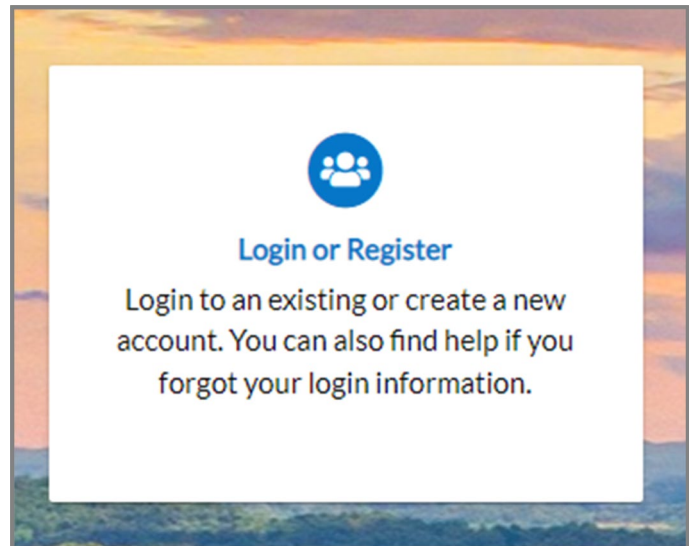 Login or Register
Login to an existing or create a new
account. You can also find help if you
forgot your login information.